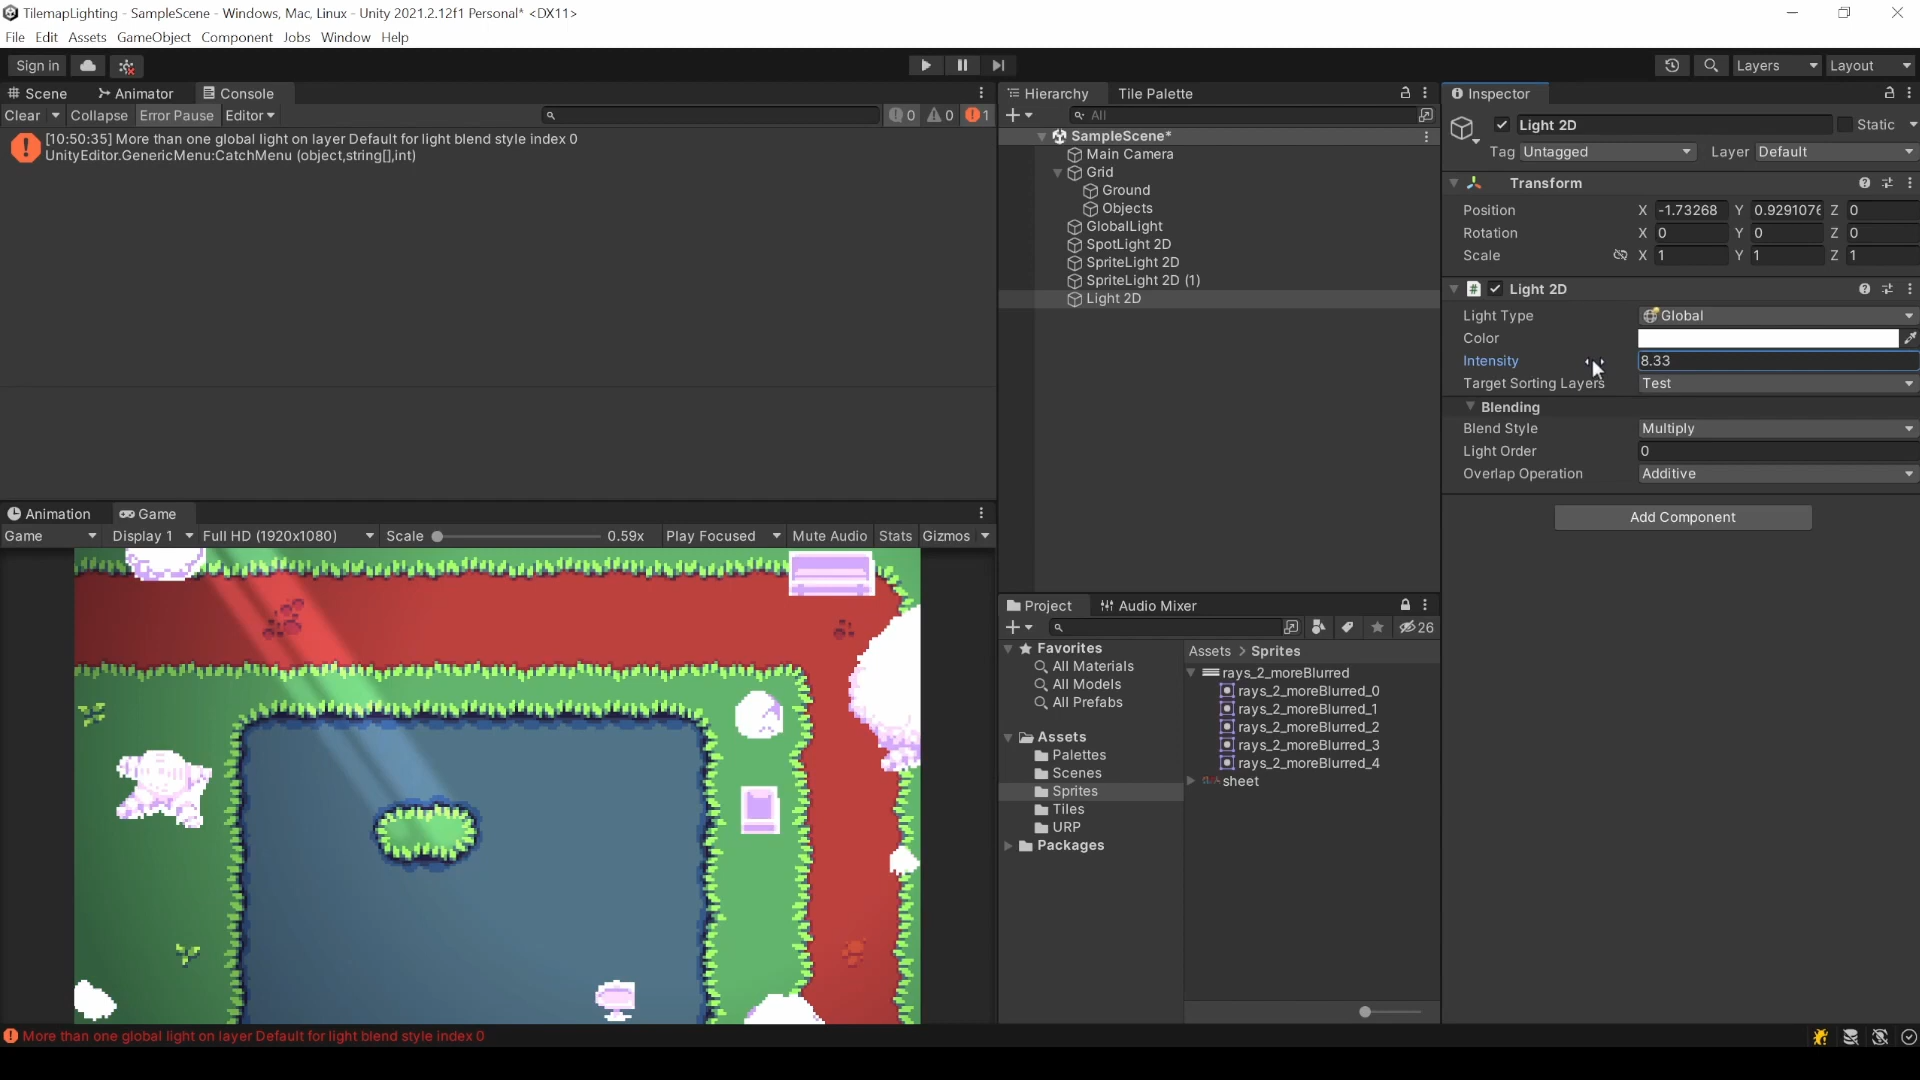 TilemapLighting - SampleScene - Windows, Mac, Linux - Unity 2021.2.12f1 Personal* <DX11>
File Edit Assets GameObject Component Jobs Window Help
Sign in
Layers
Layout
Scene
Animator
Console
Clear
Collapse
Error Pause
Editor
0
0
1
[10:50:35] More than one global light on layer Default for light blend style index 0
UnityEditor.GenericMenu:CatchMenu (object,string[],int)
Animation
Game
Game
Display 1
Full HD (1920x1080)
Scale
0.59x
Play Focused
Mute Audio
Stats
Gizmos
Hierarchy
Tile Palette
All
SampleScene*
Main Camera
Grid
Ground
Objects
GlobalLight
SpotLight 2D
SpriteLight 2D
SpriteLight 2D (1)
Light 2D
Project
Audio Mixer
26
Favorites
All Materials
All Models
All Prefabs
Assets
Palettes
Scenes
Sprites
Tiles
URP
Packages
Assets > Sprites
rays_2_moreBlurred
rays_2_moreBlurred_0
rays_2_moreBlurred_1
rays_2_moreBlurred_2
rays_2_moreBlurred_3
rays_2_moreBlurred_4
sheet
Inspector
Light 2D
Static
Tag Untagged
Layer Default
Transform
Position X -1.73268 Y 0.9291076 Z 0
Rotation X 0 Y 0 Z 0
Scale X 1 Y 1 Z 1
Light 2D
Light Type Global
Color
Intensity 8.33
Target Sorting Layers Test
Blending
Blend Style Multiply
Light Order 0
Overlap Operation Additive
Add Component
More than one global light on layer Default for light blend style index 0